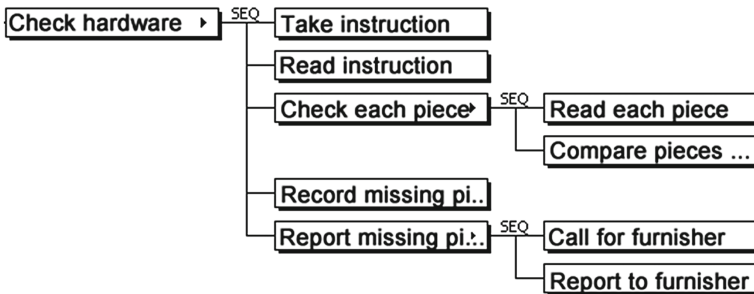 Check hardware
SEQ
Take instruction
Read instruction
Check each piece
SEQ
Read each piece
Compare pieces ...
Record missing pi...
Report missing pi...
SEQ
Call for furnisher
Report to furnisher